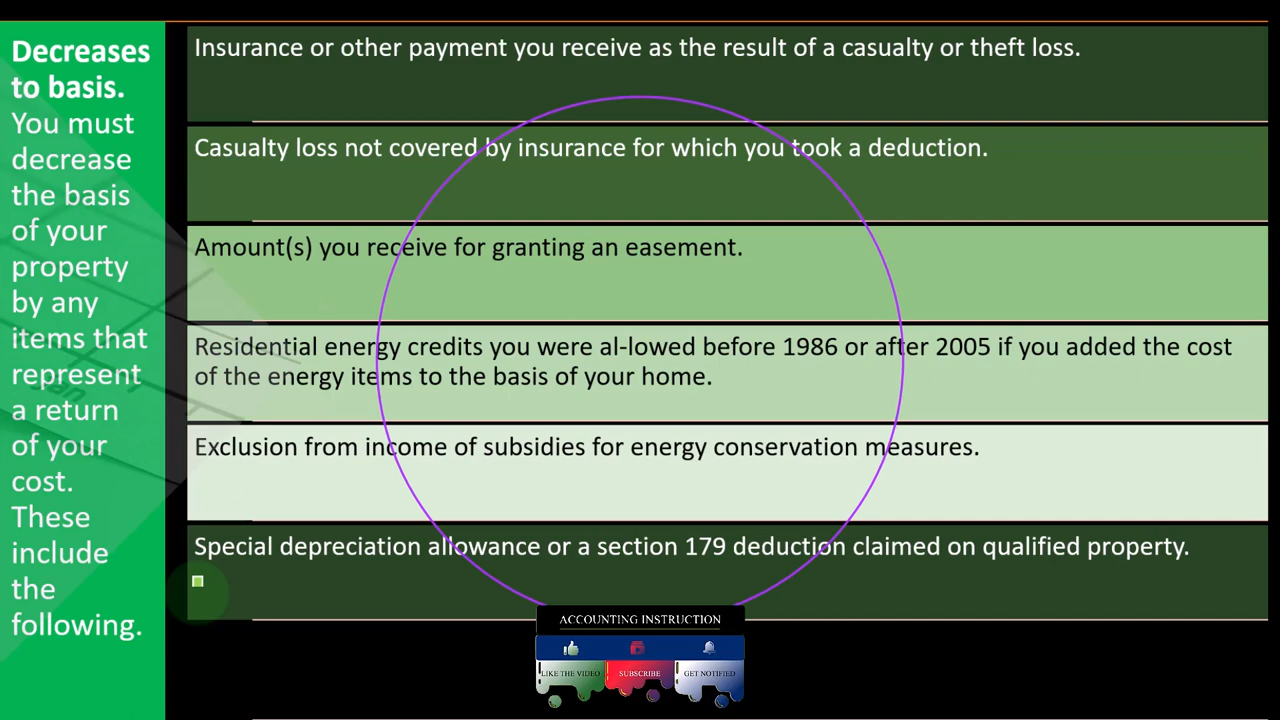 Decreases
to basis.
You must
decrease
the basis
of your
property
by any
items that
represent
a return
of your
cost.
These
include
the
following.
Insurance or other payment you receive as the result of a casualty or theft loss.
Casualty loss not covered by insurance for which you took a deduction.
Amount(s) you receive for granting an easement.
Residential energy credits you were al-lowed before 1986 or after 2005 if you added the cost
of the energy items to the basis of your home.
Exclusion from income of subsidies for energy conservation measures.
Special depreciation allowance or a section 179 deduction claimed on qualified property.
ACCOUNTING INSTRUCTION
LIKE THE VIDEO
SUBSCRIBE
GET NOTIFIED